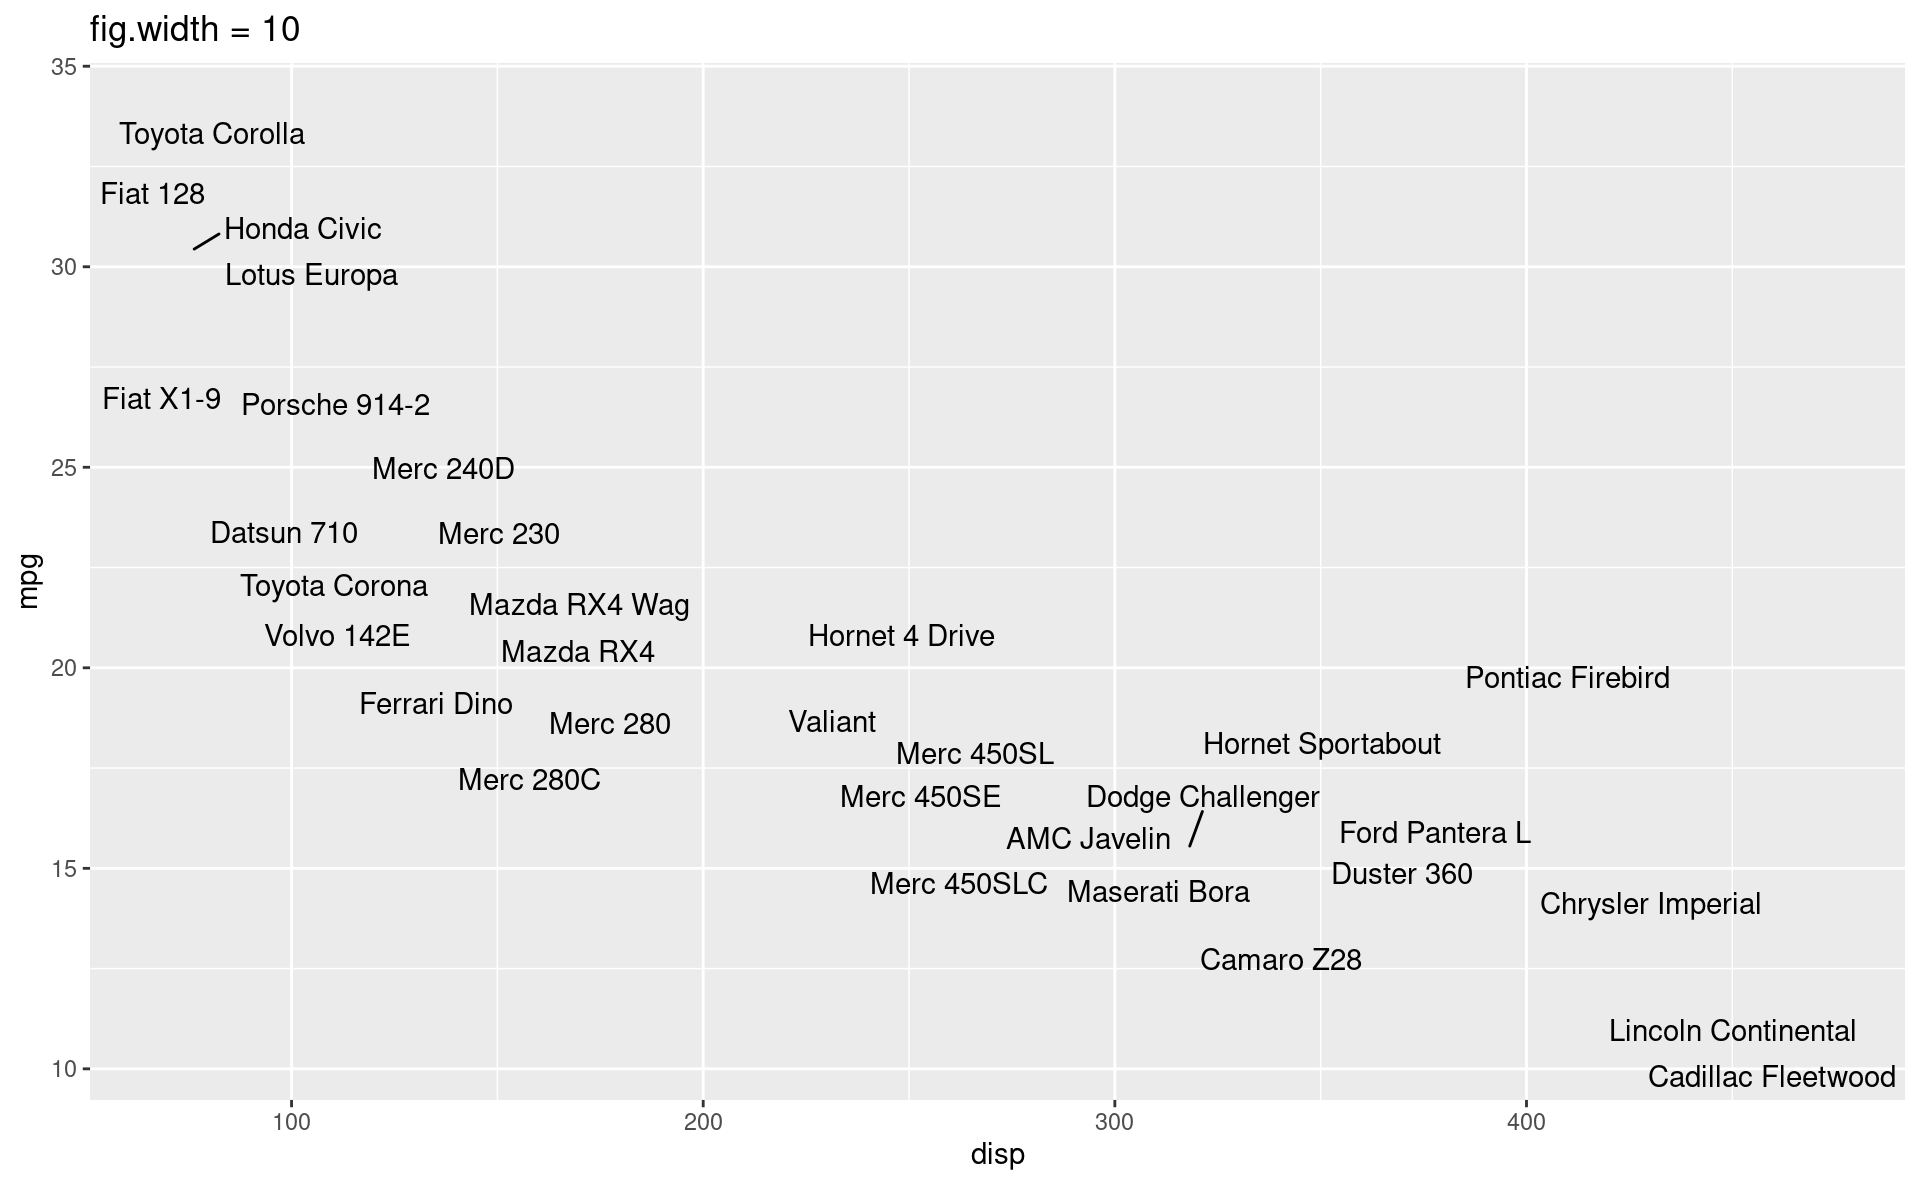 fig.width = 10
35
Toyota Corolla
Fiat 128
Honda Civic
30
Lotus Europa
Fiat X1-9
Porsche 914-2
25
Merc 240D
Datsun 710
Merc 230
mpg
Toyota Corona
Mazda RX4 Wag
Volvo 142E
Hornet 4 Drive
Mazda RX4
20
Pontiac Firebird
Ferrari Dino
Merc 280
Valiant
Hornet Sportabout
Merc 450SL
Merc 280C
Merc 450SE
Dodge Challenger
AMC Javelin
Ford Pantera L
15
Duster 360
Merc 450SLC
Maserati Bora
Chrysler Imperial
Camaro Z28
Lincoln Continental
10
Cadillac Fleetwood
100
200
300
400
disp